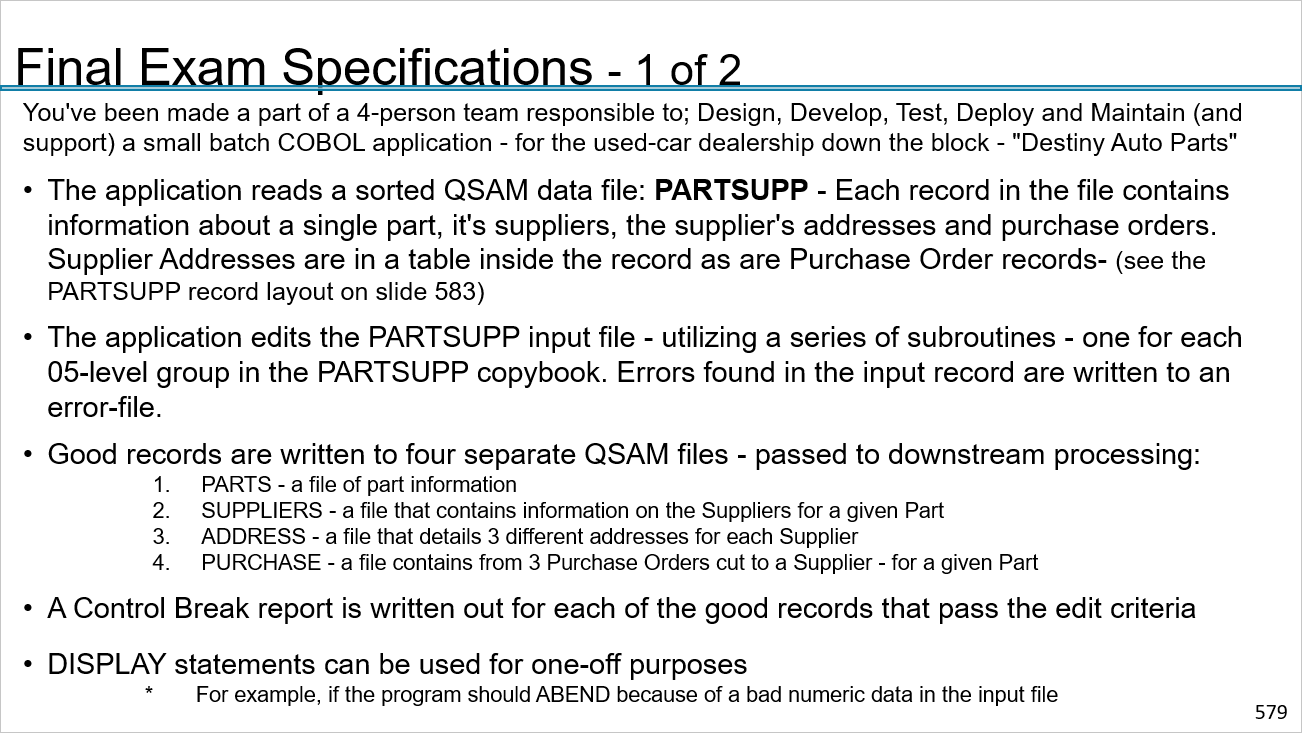 Final Exam Specifications - 1 of 2
You've been made a part of a 4-person team responsible to; Design, Develop, Test, Deploy and Maintain (and
support) a small batch COBOL application - for the used-car dealership down the block - "Destiny Auto Parts"
• The application reads a sorted QSAM data file: PARTSUPP - Each record in the file contains
information about a single part, it's suppliers, the supplier's addresses and purchase orders.
Supplier Addresses are in a table inside the record as are Purchase Order records- (see the
PARTSUPP record layout on slide 583)
• The application edits the PARTSUPP input file - utilizing a series of subroutines - one for each
05-level group in the PARTSUPP copybook. Errors found in the input record are written to an
error-file.
• Good records are written to four separate QSAM files - passed to downstream processing:
1. PARTS - a file of part information
2. SUPPLIERS - a file that contains information on the Suppliers for a given Part
3. ADDRESS - a file that details 3 different addresses for each Supplier
4. PURCHASE - a file contains from 3 Purchase Orders cut to a Supplier - for a given Part
• A Control Break report is written out for each of the good records that pass the edit criteria
• DISPLAY statements can be used for one-off purposes
* For example, if the program should ABEND because of a bad numeric data in the input file
579